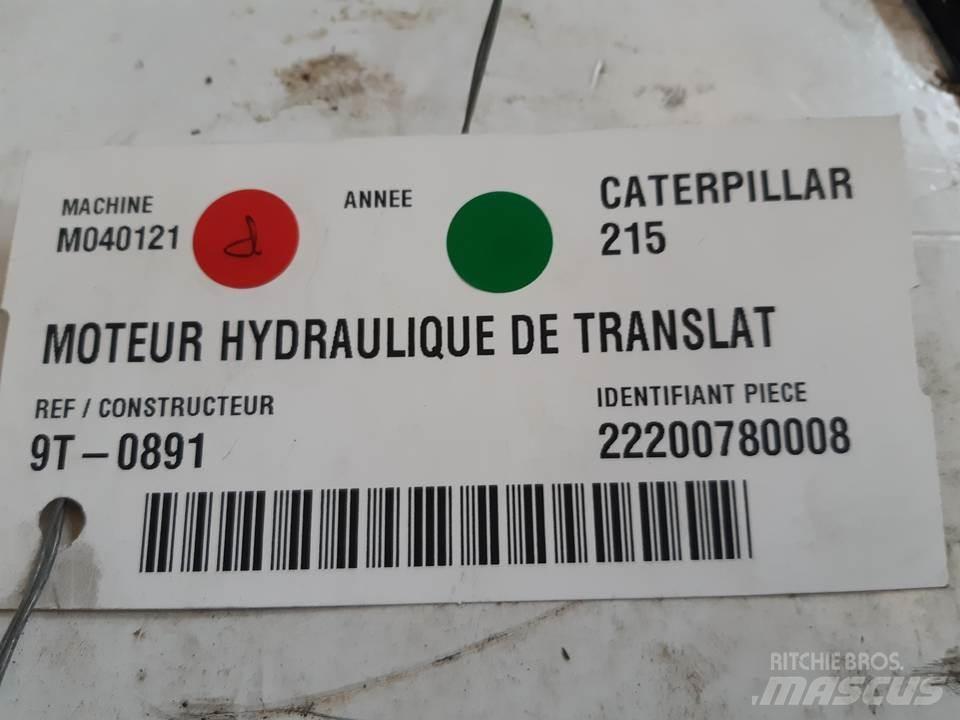 MACHINE
M040121
d
ANNEE
CATERPILLAR
215
MOTEUR HYDRAULIQUE DE TRANSLAT
REF / CONSTRUCTEUR
9T-0891
IDENTIFIANT PIECE
22200780008
RITCHIE BROS.
MASCUS